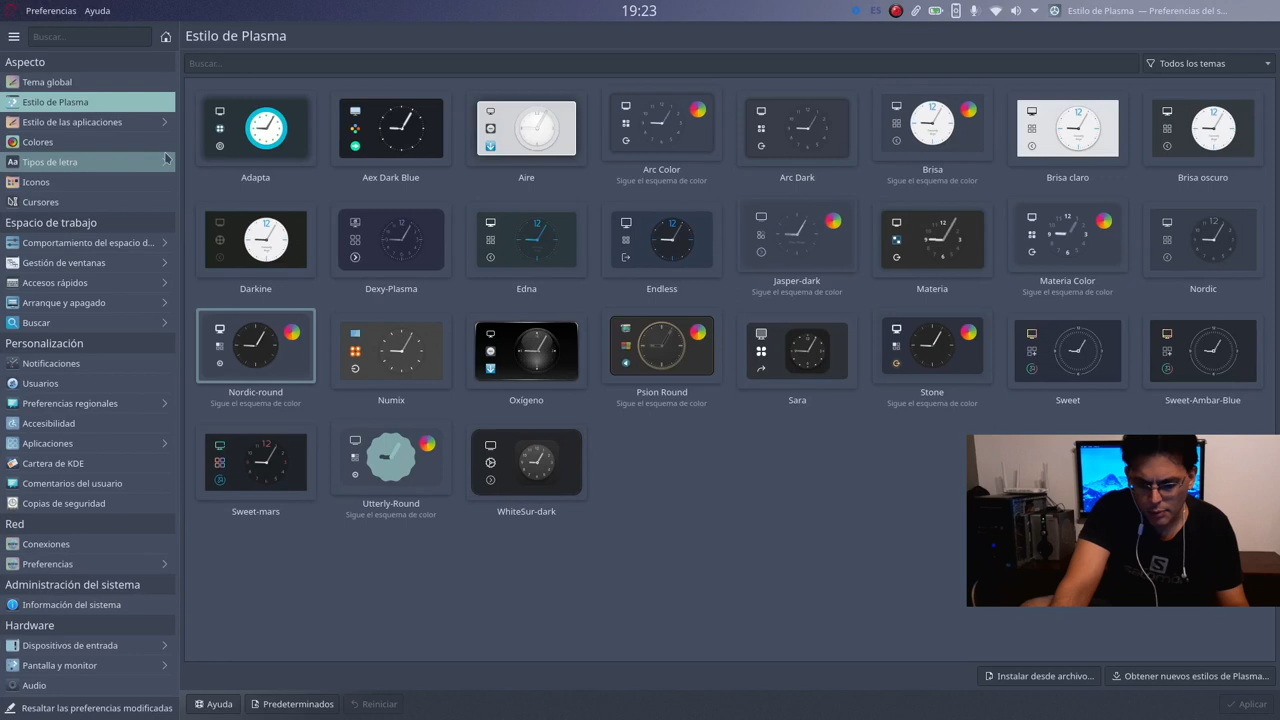 Preferencias Ayuda
19:23
ES
Estilo de Plasma — Preferencias del s...
Buscar...
Estilo de Plasma
Aspecto
Tema global
Estilo de Plasma
Estilo de las aplicaciones
Colores
Aa Tipos de letra
Iconos
Cursores
Espacio de trabajo
Comportamiento del espacio d...
Gestión de ventanas
Accesos rápidos
Arranque y apagado
Buscar
Personalización
Notificaciones
Usuarios
Preferencias regionales
Accesibilidad
Aplicaciones
Cartera de KDE
Comentarios del usuario
Copias de seguridad
Red
Conexiones
Preferencias
Administración del sistema
Información del sistema
Hardware
Dispositivos de entrada
Pantalla y monitor
Audio
Resaltar las preferencias modificadas
Buscar...
Todos los temas
Adapta
Aex Dark Blue
Aire
Arc Color
Sigue el esquema de color
Arc Dark
Brisa
Sigue el esquema de color
Brisa claro
Brisa oscuro
Darkine
Dexy-Plasma
Edna
Endless
Jasper-dark
Sigue el esquema de color
Materia
Materia Color
Sigue el esquema de color
Nordic
Nordic-round
Sigue el esquema de color
Numix
Oxígeno
Psion Round
Sigue el esquema de color
Sara
Stone
Sigue el esquema de color
Sweet
Sweet-Ambar-Blue
Sweet-mars
Utterly-Round
Sigue el esquema de color
WhiteSur-dark
Instalar desde archivo...
Obtener nuevos estilos de Plasma...
Ayuda
Predeterminados
Reiniciar
Aplicar